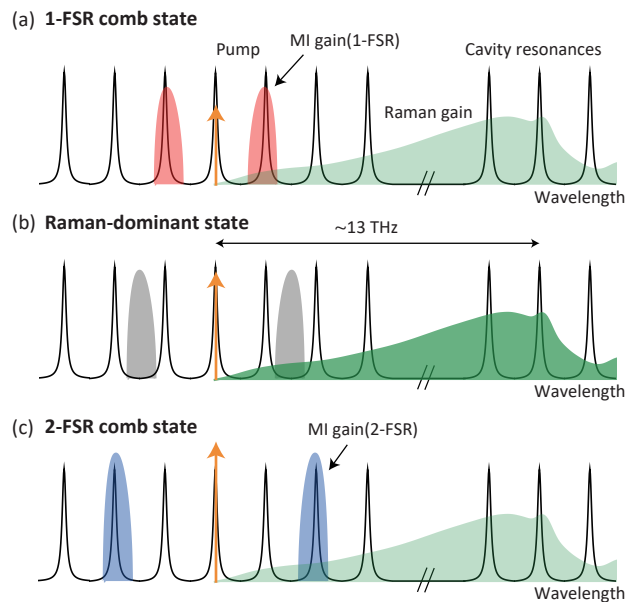 (a) 1-FSR comb state
Pump
MI gain(1-FSR)
Cavity resonances
Raman gain
Wavelength
(b) Raman-dominant state
~13 THz
Wavelength
(c) 2-FSR comb state
MI gain(2-FSR)
Wavelength